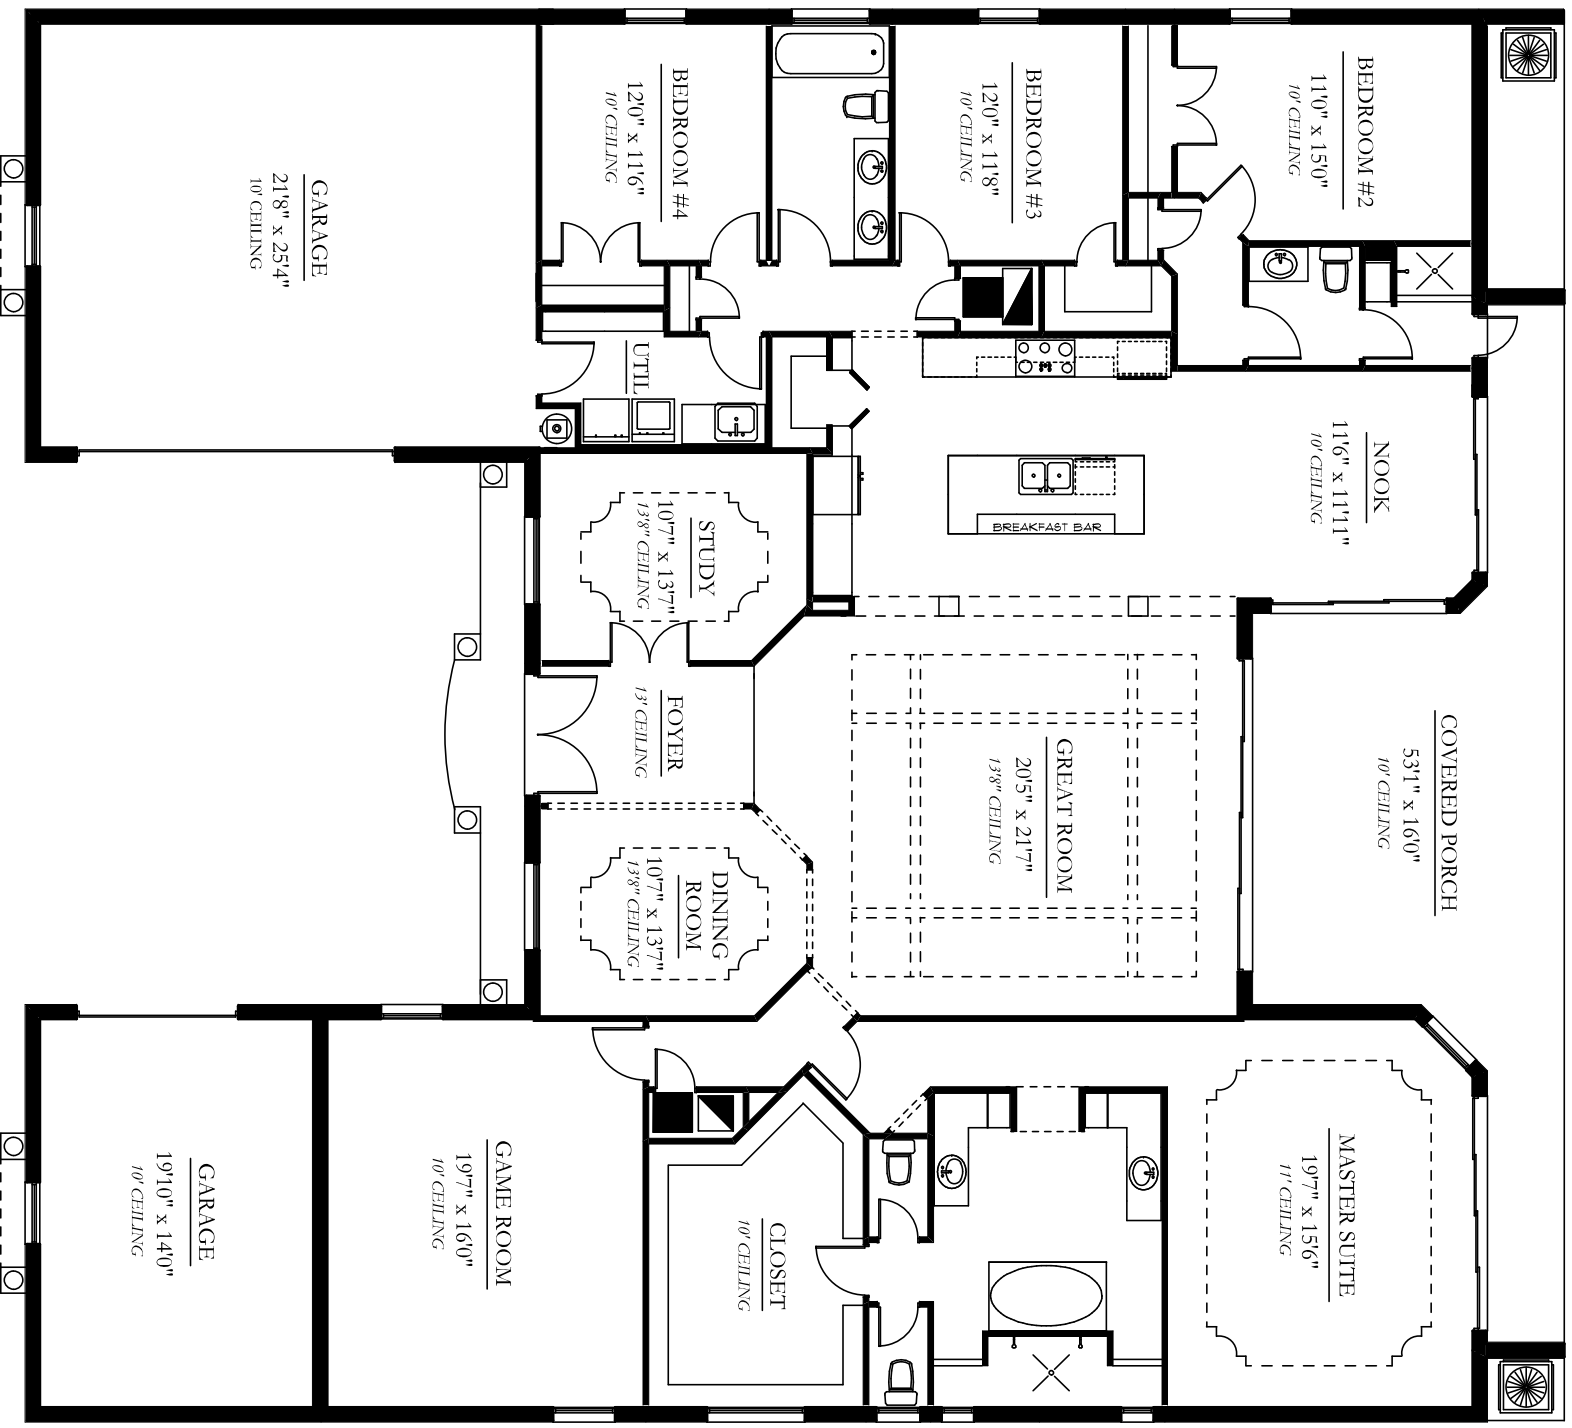 GARAGE
21'8" x 25'4"
10' CEILING
BEDROOM #4
12'0" x 11'6"
10' CEILING
BEDROOM #3
12'0" x 11'8"
10' CEILING
BEDROOM #2
11'0" x 15'0"
10' CEILING
UTIL
NOOK
11'6" x 11'11"
10' CEILING
BREAKFAST BAR
STUDY
10'7" x 13'7"
13'8" CEILING
FOYER
13' CEILING
GREAT ROOM
20'5" x 21'7"
13'8" CEILING
COVERED PORCH
53'1" x 16'0"
10' CEILING
DINING
ROOM
10'7" x 13'7"
13'8" CEILING
GARAGE
19'10" x 14'0"
10' CEILING
GAME ROOM
19'7" x 16'0"
10' CEILING
CLOSET
10' CEILING
MASTER SUITE
19'7" x 15'6"
11' CEILING